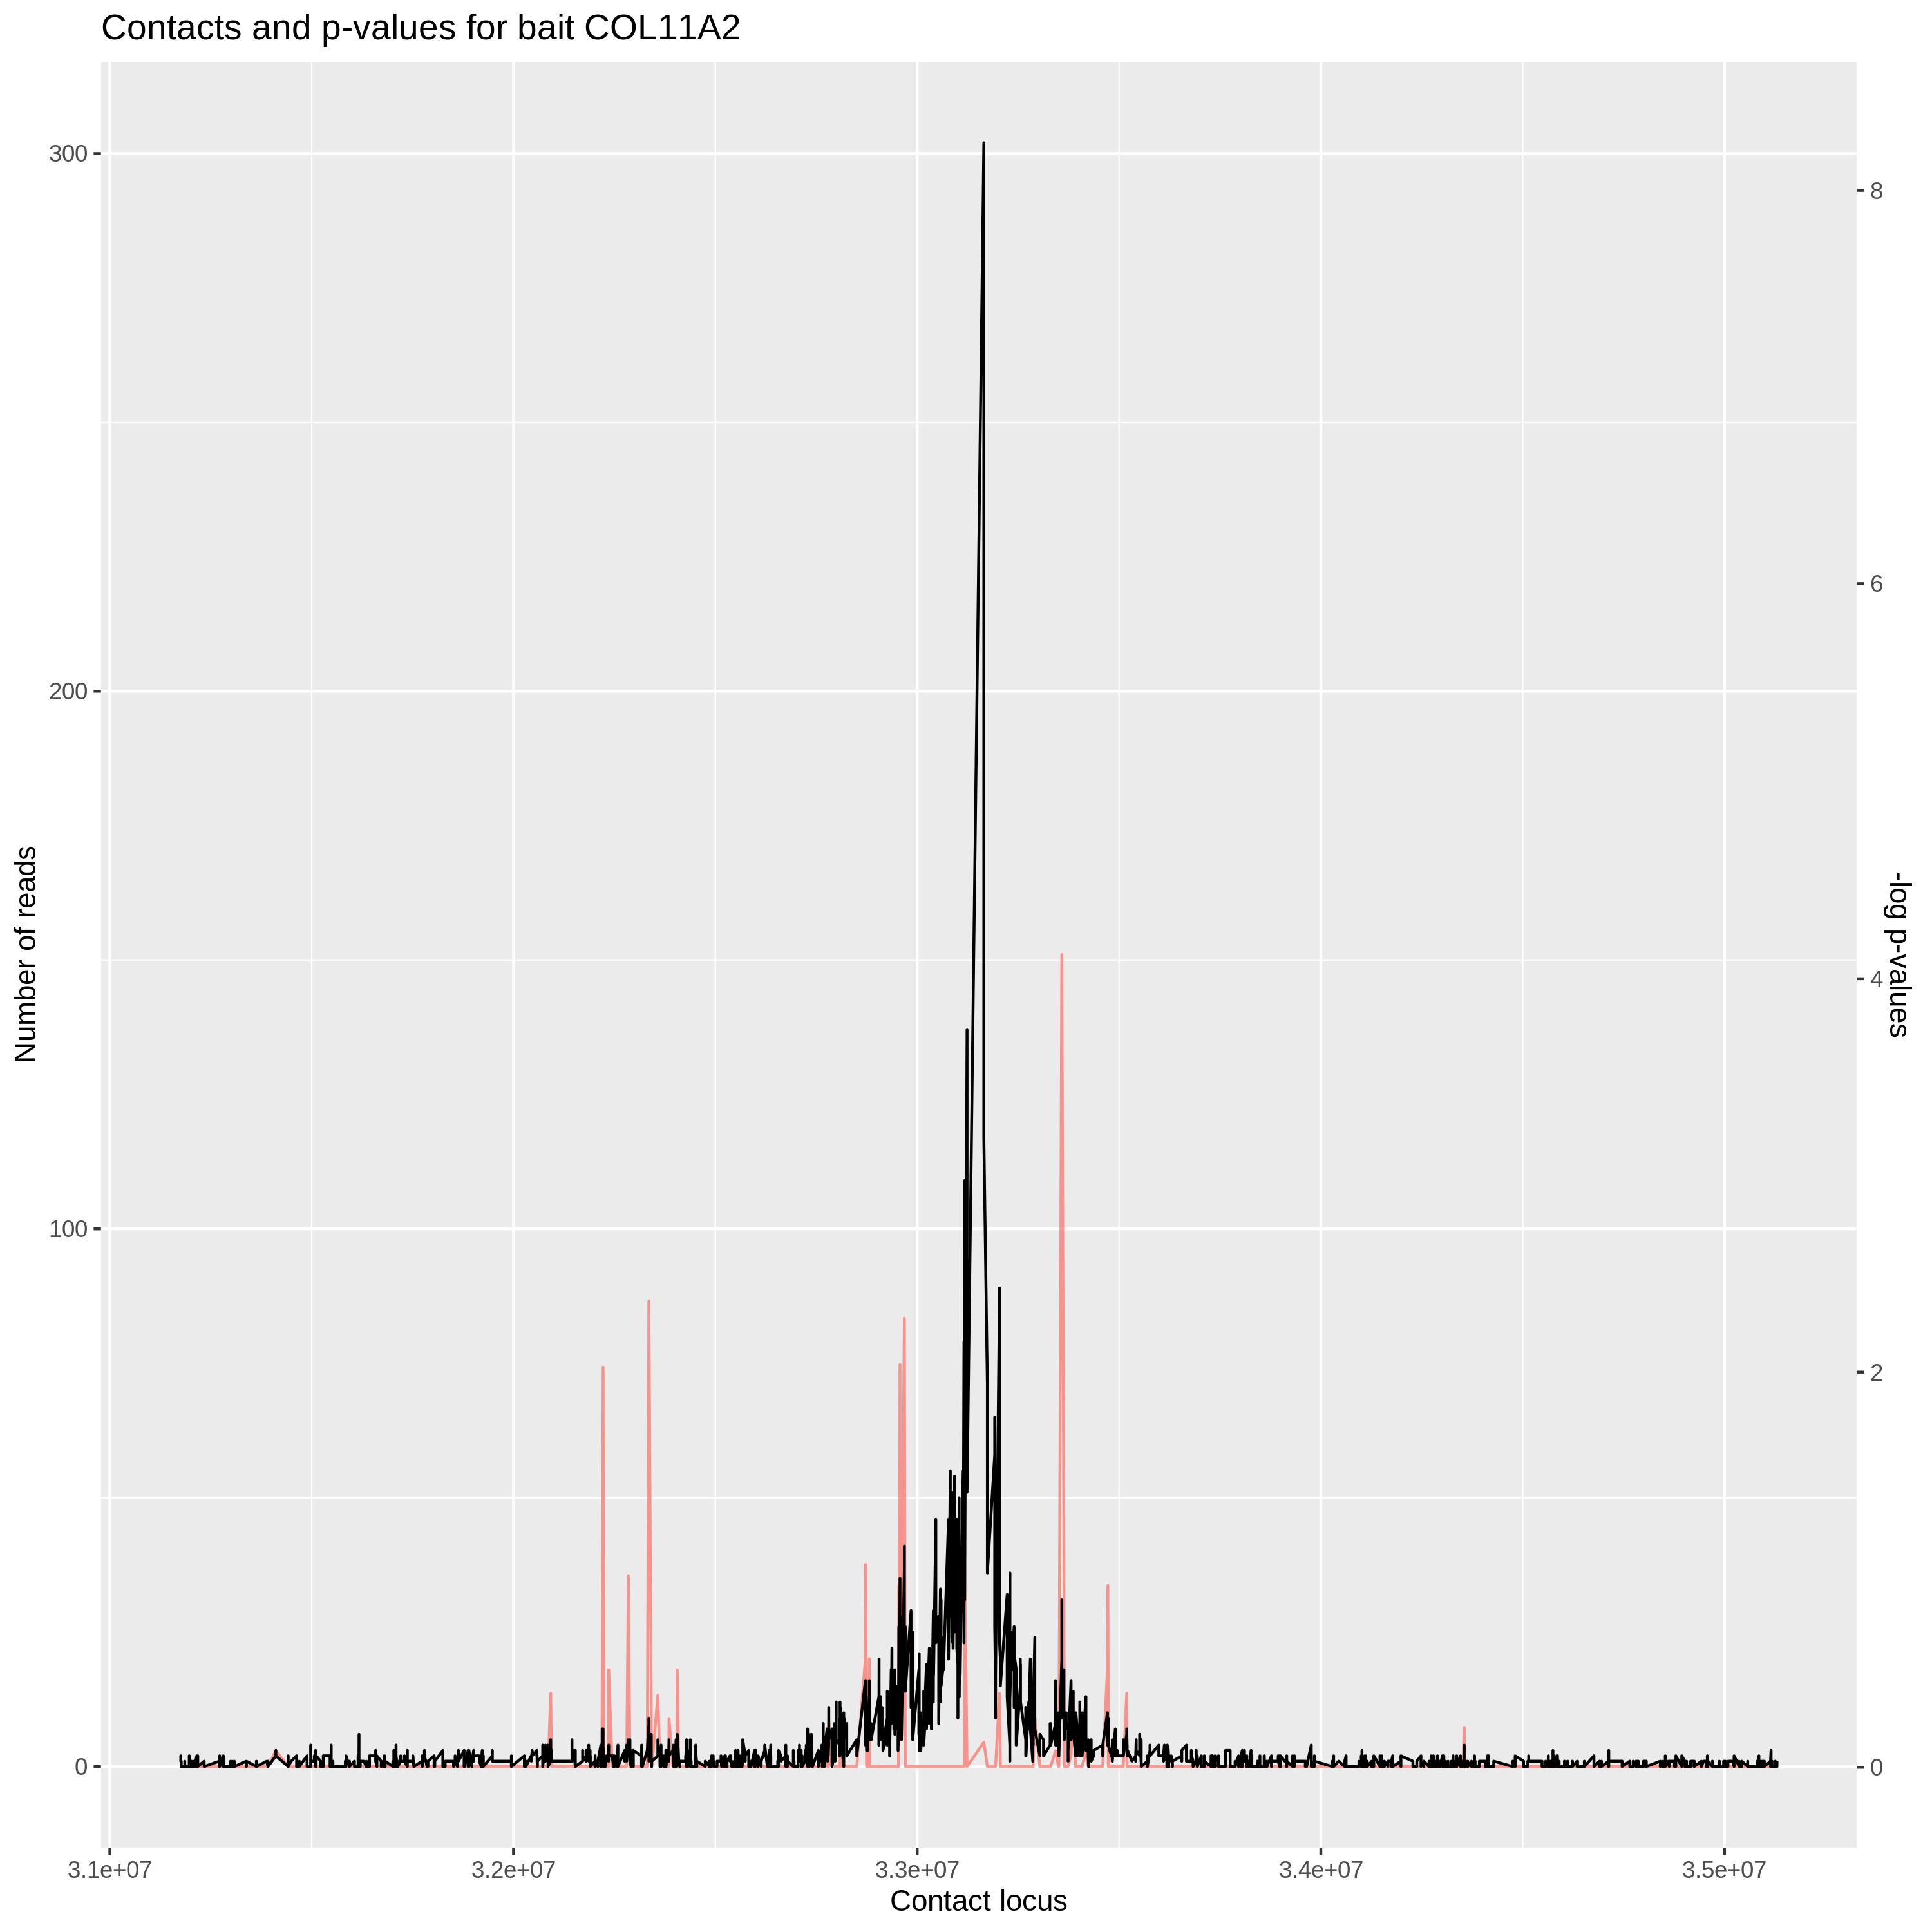 Contacts and p-values for bait COL11A2
300
200
100
0
Number of reads
8
6
4
2
0
-log p-values
3.1e+07 3.2e+07 3.3e+07 3.4e+07 3.5e+07
Contact locus